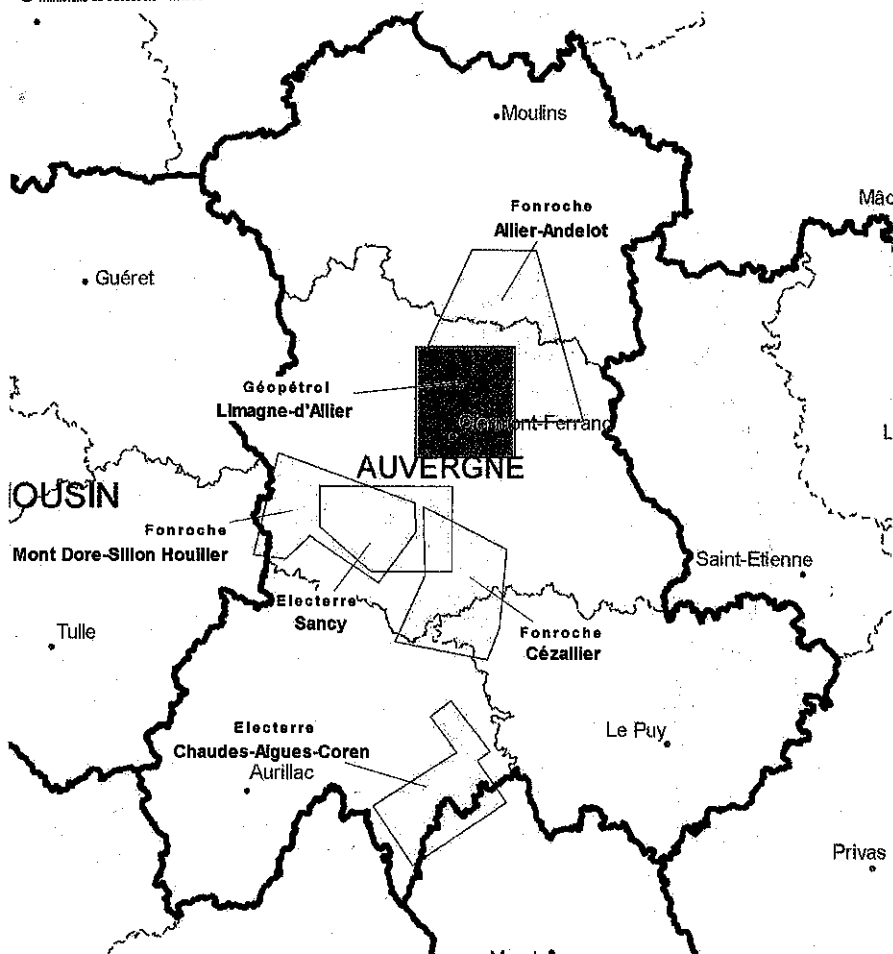 Moulins
Mâc
Fonroche
Allier-Andelot
Guéret
Géopétrol
Limagne-d'Allier
Clermont-Ferrand
L
AUVERGNE
OUSIN
Fonroche
Mont Dore-Sillon Houiller
Saint-Etienne
Electerre
Sancy
Tulle
Fonroche
Cézallier
Electerre
Chaudes-Aigues-Coren
Le Puy
Aurillac
Privas